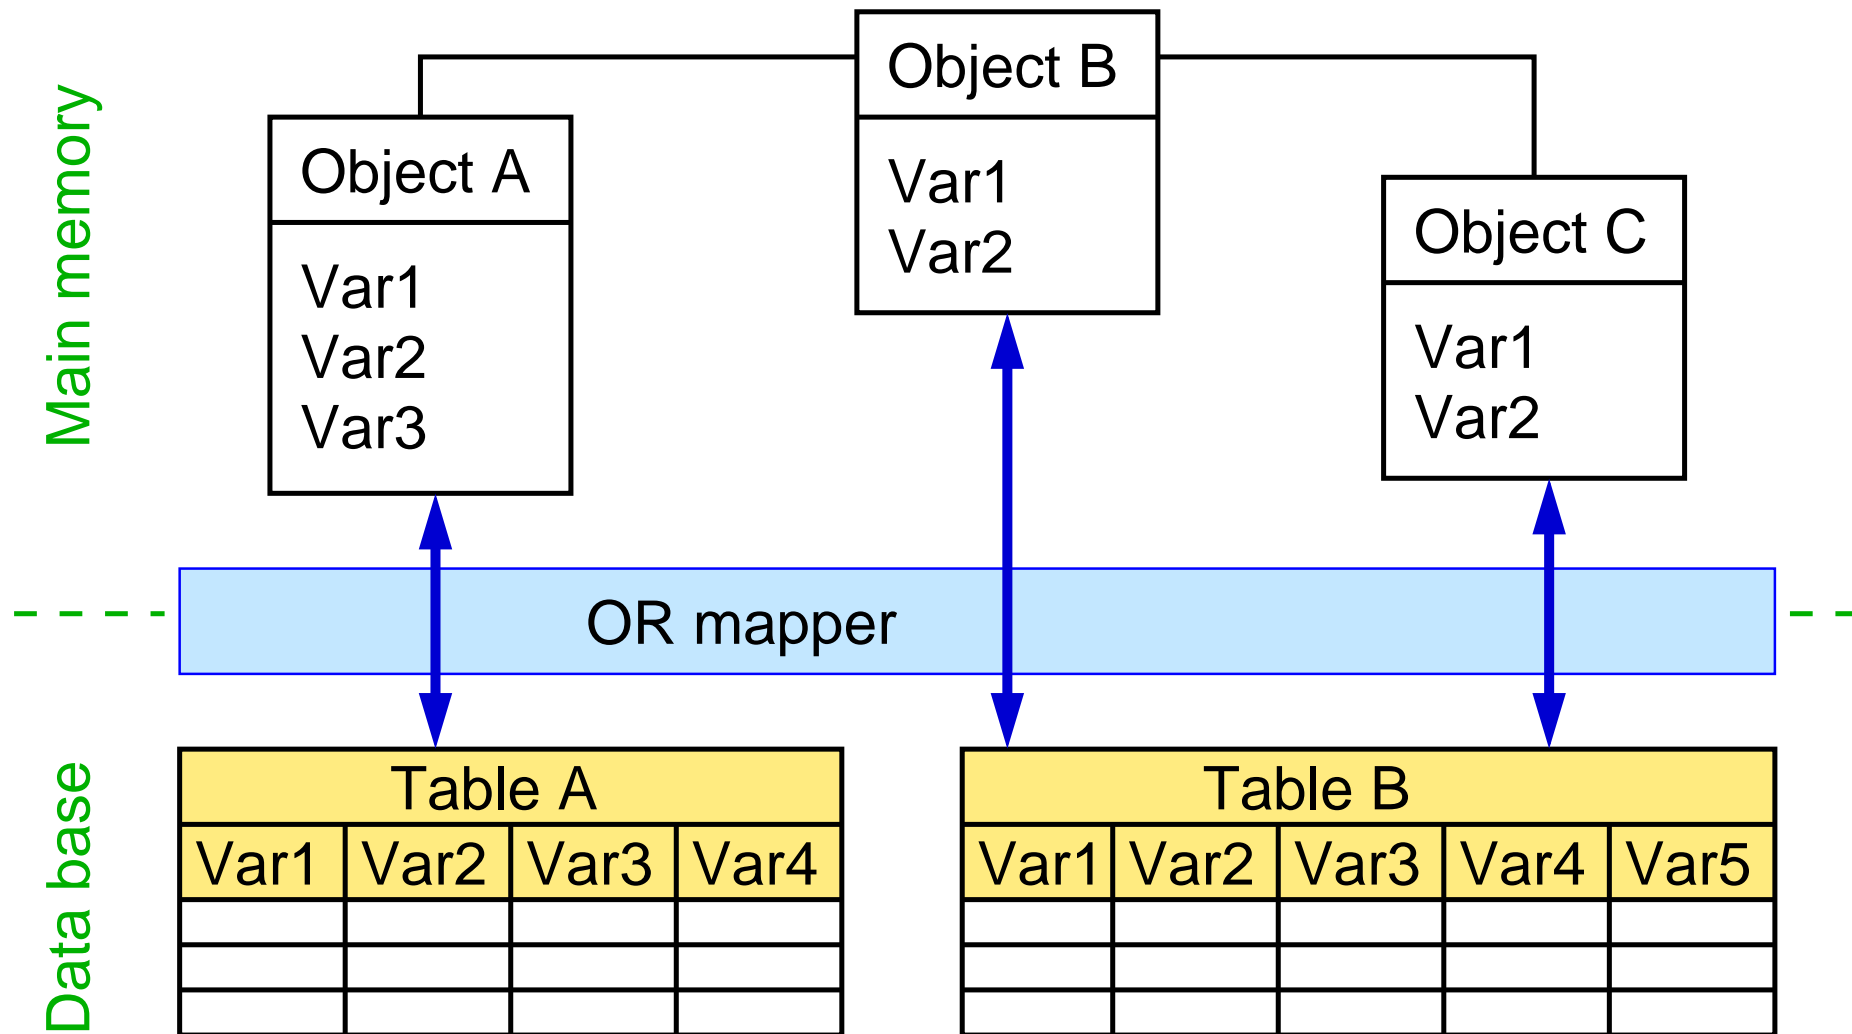 Main memory
Object A
Var1
Var2
Var3
Object B
Var1
Var2
Object C
Var1
Var2
OR mapper
Data base
Table A
Var1 Var2 Var3 Var4
Table B
Var1 Var2 Var3 Var4 Var5